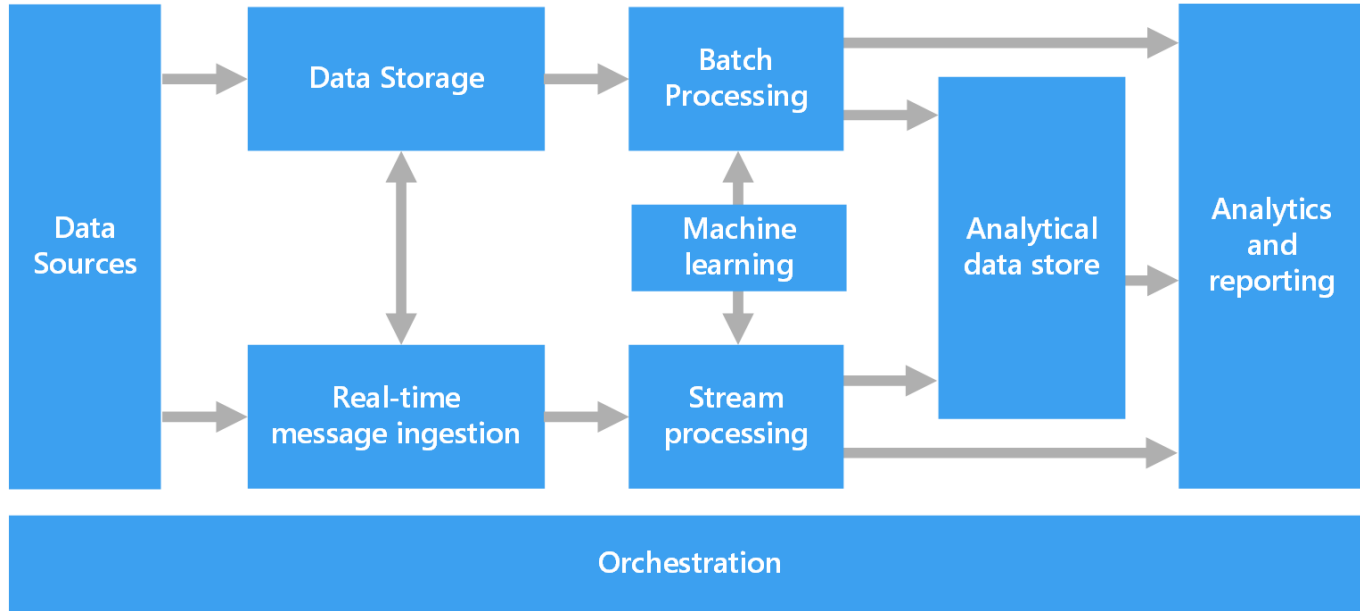 Data
Sources
Data Storage
Real-time
message ingestion
Batch
Processing
Machine
learning
Stream
processing
Analytical
data store
Analytics
and
reporting
Orchestration